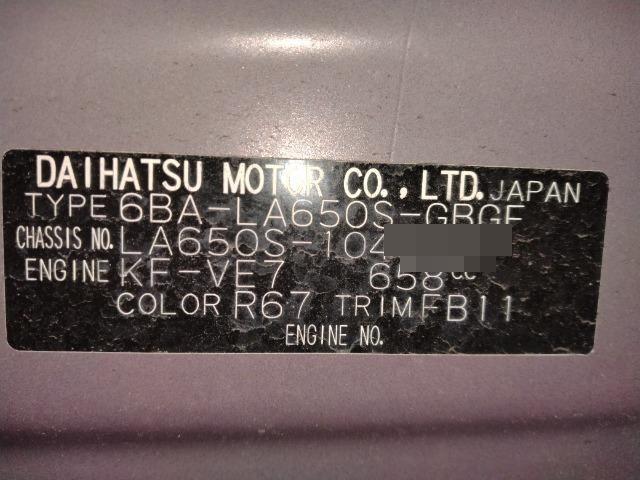 DAIHATSU MOTOR CO., LTD. JAPAN
TYPE 6BA-LA650S-GBGF
CHASSIS NO. LA650S-104
ENGINE KF-VE7 658cc
COLOR R67 TRIM FB11
ENGINE NO.